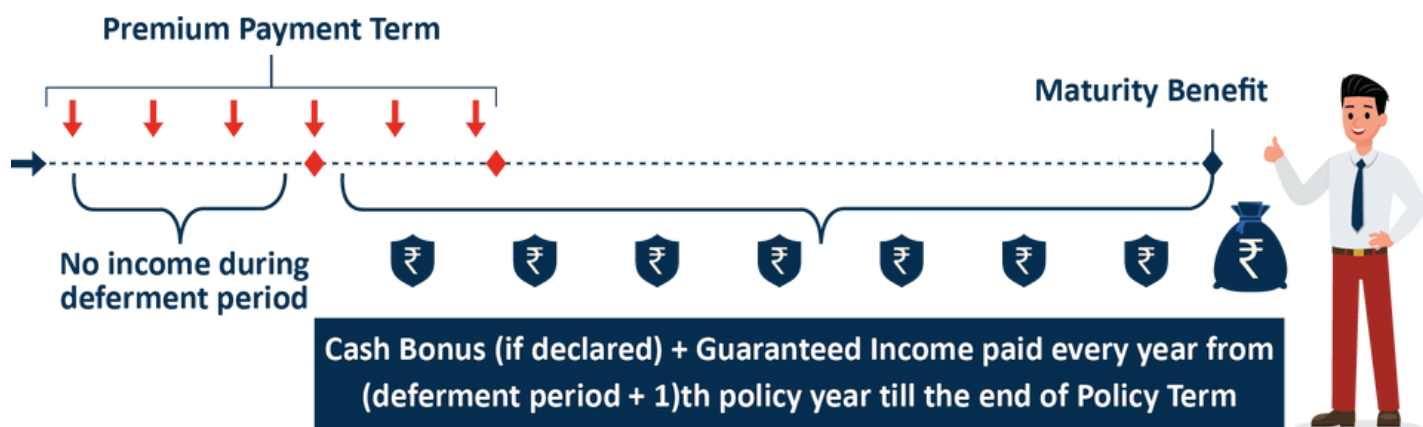 Premium Payment Term
Maturity Benefit
No income during
deferment period
₹ ₹ ₹ ₹ ₹ ₹ ₹ ₹
Cash Bonus (if declared) + Guaranteed Income paid every year from
(deferment period + 1)th policy year till the end of Policy Term